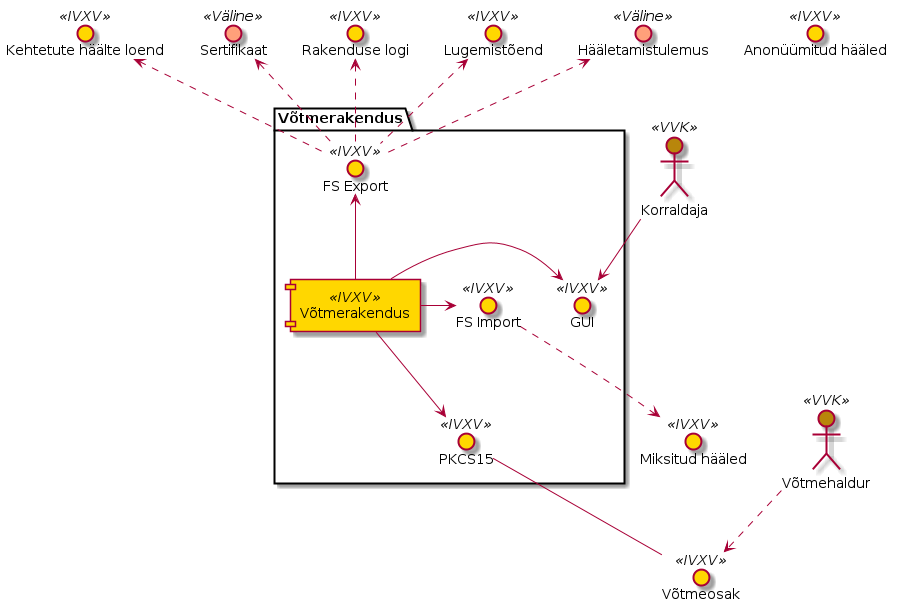 «IVXV»
Kehtetute häälte loend
«Väline»
Sertifikaat
«IVXV»
Rakenduse logi
«IVXV»
Lugemistõend
«Väline»
Hääletamistulemus
«IVXV»
Anonüümitud hääled
Võtmerakendus
«IVXV»
FS Export
«VVK»
Korraldaja
«IVXV»
Võtmerakendus
«IVXV»
FS Import
«IVXV»
GUI
«IVXV»
PKCS15
«IVXV»
Miksitud hääled
«VVK»
Võtmehaldur
«IVXV»
Võtmeosak